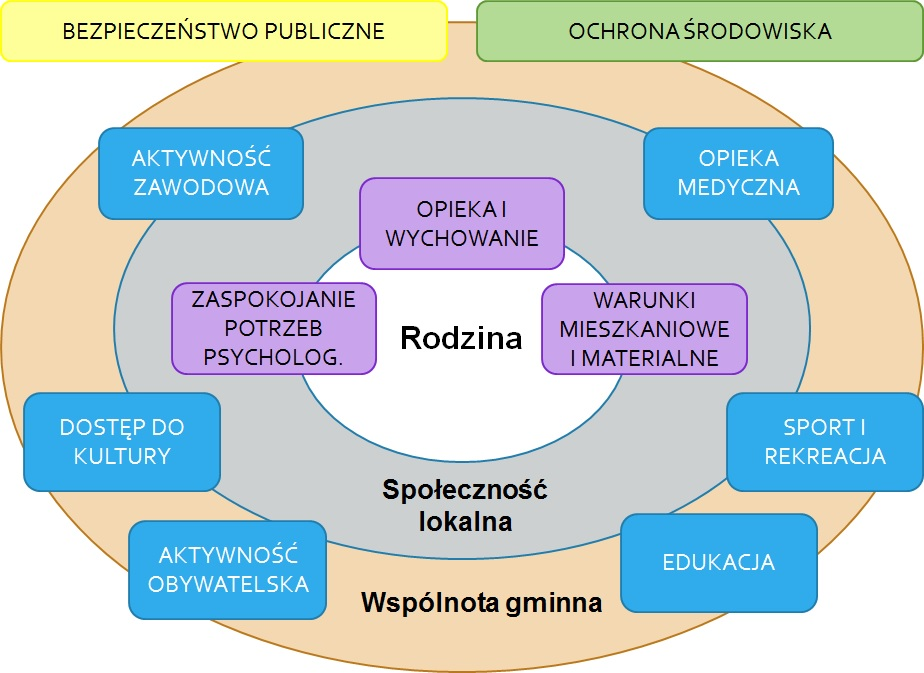 BEZPIECZEŃSTWO PUBLICZNE
OCHRONA ŚRODOWISKA
AKTYWNOŚĆ
ZAWODOWA
OPIEKA
MEDYCZNA
OPIEKA I
WYCHOWANIE
ZASPOKOJANIE
POTRZEB
PSYCHOLOG.
Rodzina
WARUNKI
MIESZKANIOWE
I MATERIALNE
DOSTĘP DO
KULTURY
SPORT I
REKREACJA
Społeczność
lokalna
AKTYWNOŚĆ
OBYWATELSKA
EDUKACJA
Wspólnota gminna